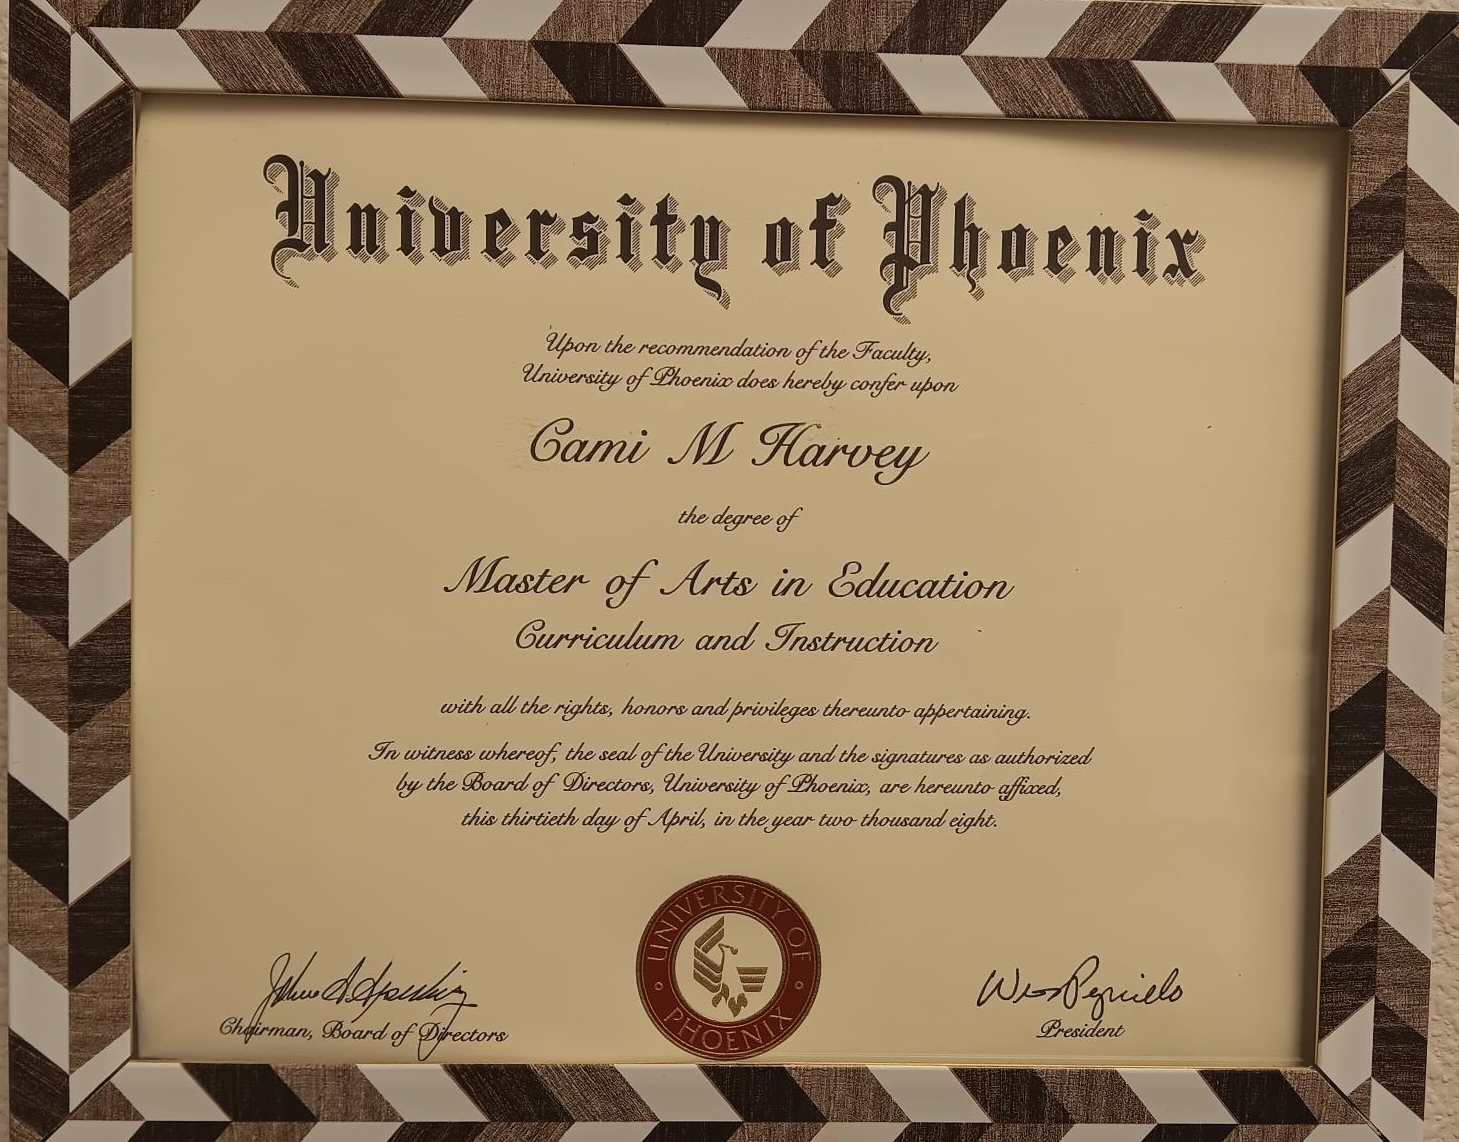 University of Phoenix
Upon the recommendation of the Faculty,
University of Phoenix does hereby confer upon
Cami M Harvey
the degree of
Master of Arts in Education
Curriculum and Instruction
with all the rights, honors and privileges thereunto appertaining.
In witness whereof, the seal of the University and the signatures as authorized
by the Board of Directors, University of Phoenix, are hereunto affixed,
this thirtieth day of April, in the year two thousand eight.
UNIVERSITY OF PHOENIX
Chairman, Board of Directors
President